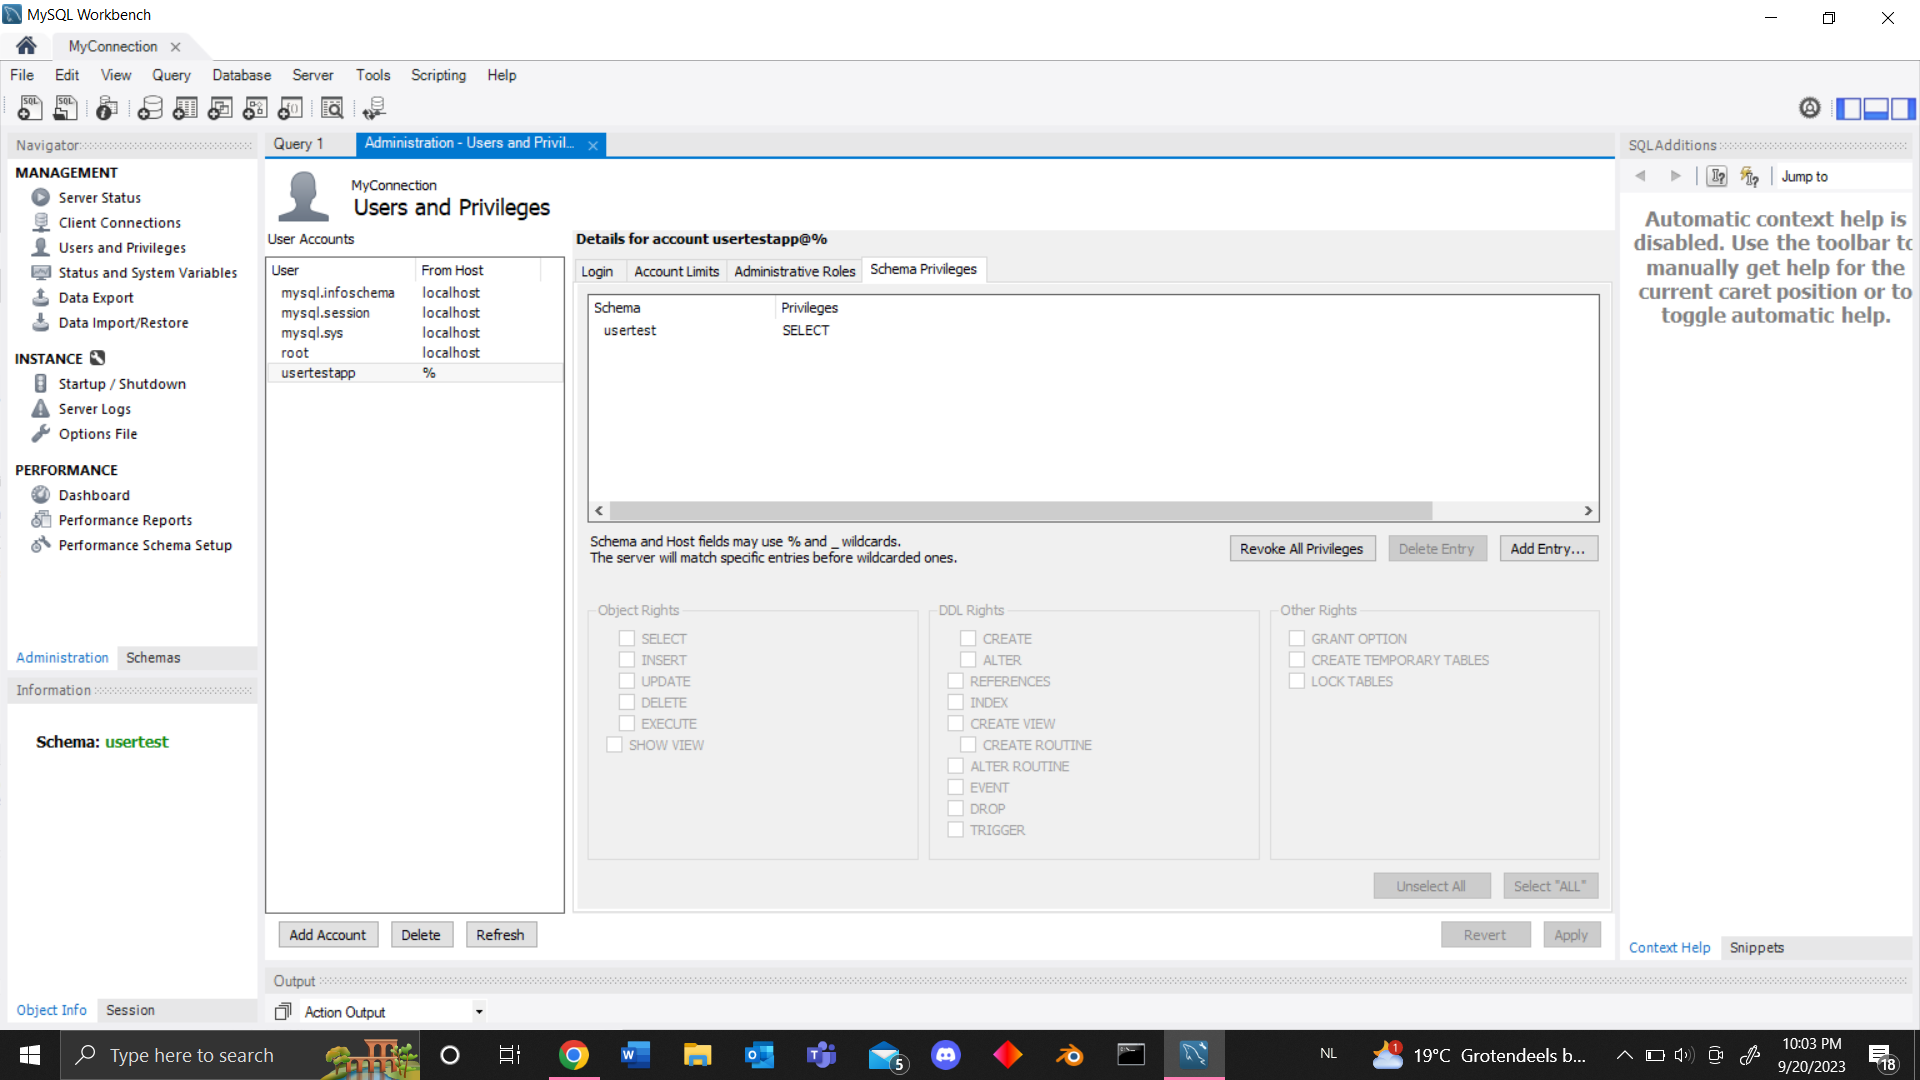 MySQL Workbench
MyConnection
File Edit View Query Database Server Tools Scripting Help
Navigator
MANAGEMENT
Server Status
Client Connections
Users and Privileges
Status and System Variables
Data Export
Data Import/Restore
INSTANCE
Startup / Shutdown
Server Logs
Options File
PERFORMANCE
Dashboard
Performance Reports
Performance Schema Setup
Administration Schemas
Information
Schema: usertest
Object Info Session
Query 1 Administration - Users and Privil...
MyConnection
Users and Privileges
User Accounts
User From Host
mysql.infoschema localhost
mysql.session localhost
mysql.sys localhost
root localhost
usertestapp %
Add Account Delete Refresh
Details for account usertestapp@%
Login Account Limits Administrative Roles Schema Privileges
Schema Privileges
usertest SELECT
Schema and Host fields may use % and _ wildcards.
The server will match specific entries before wildcarded ones.
Revoke All Privileges Delete Entry Add Entry...
Object Rights
SELECT
INSERT
UPDATE
DELETE
EXECUTE
SHOW VIEW
DDL Rights
CREATE
ALTER
REFERENCES
INDEX
CREATE VIEW
CREATE ROUTINE
ALTER ROUTINE
EVENT
DROP
TRIGGER
Other Rights
GRANT OPTION
CREATE TEMPORARY TABLES
LOCK TABLES
Unselect All Select "ALL"
Revert Apply
Output
Action Output
SQLAdditions
Jump to
Automatic context help is
disabled. Use the toolbar to
manually get help for the
current caret position or to
toggle automatic help.
Context Help Snippets
Type here to search
5
NL
1
19°C Grotendeels b...
10:03 PM
9/20/2023
18